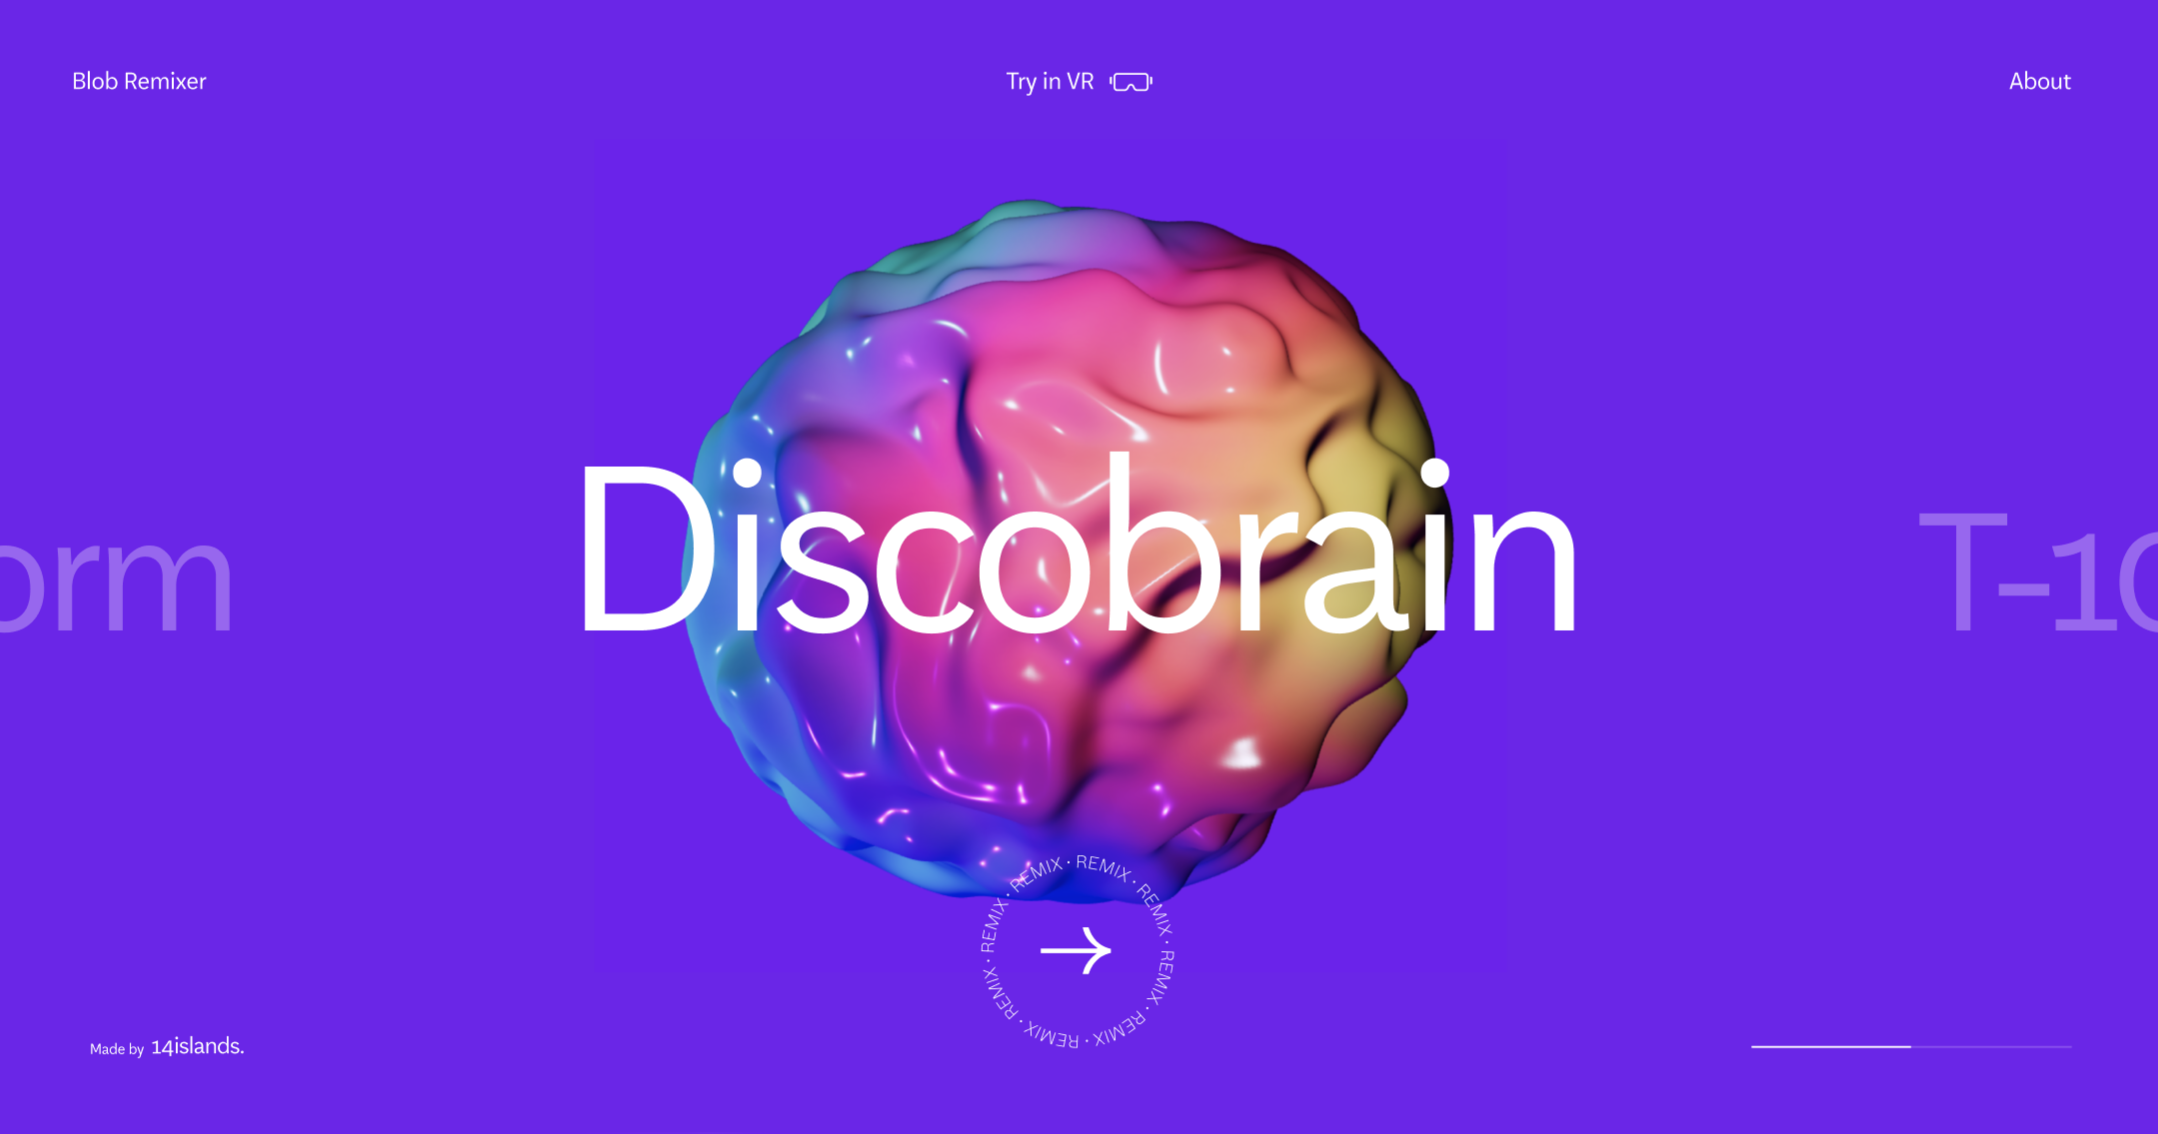 Blob Remixer
Try in VR
About
Discobrain
orm
T-10
REMIX · REMIX · REMIX · REMIX · REMIX · REMIX · REMIX · REMIX ·
Made by 14islands.